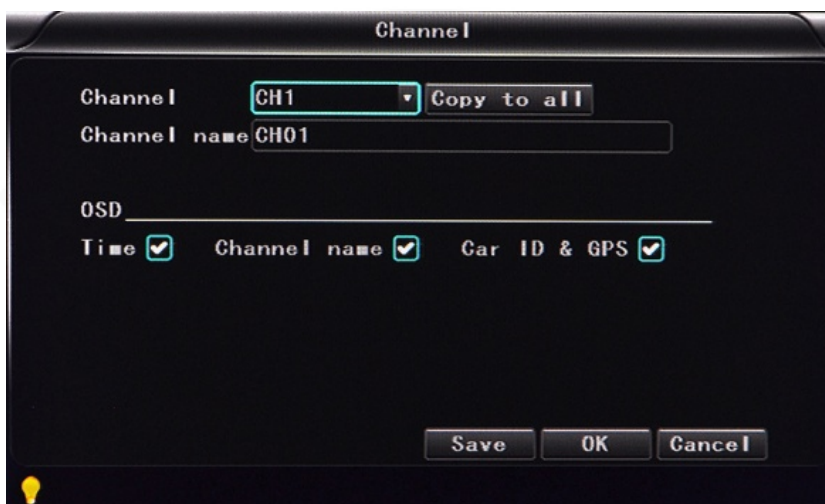 Channel
Channel CH1 Copy to all
Channel name CH01
OSD
Time Channel name Car ID & GPS
Save OK Cancel